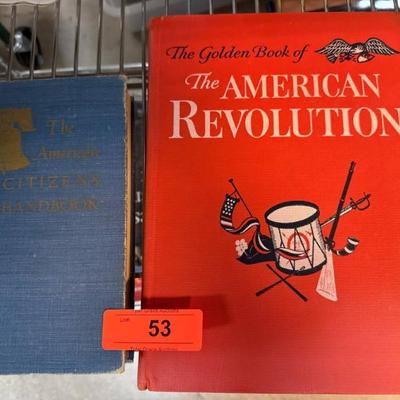 The
American
CITIZENS
HANDBOOK
The Golden Book of
The AMERICAN
REVOLUTION
Lot#:
53